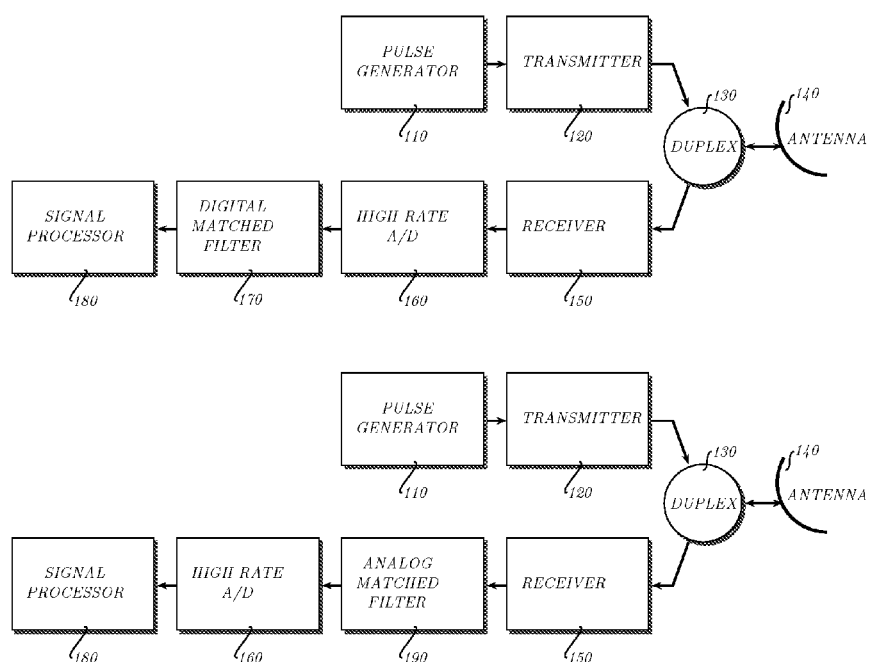 PULSE
GENERATOR
TRANSMITTER
110
120
130
140
DUPLEX
ANTENNA
SIGNAL
PROCESSOR
DIGITAL
MATCHED
FILTER
HIGH RATE
A/D
RECEIVER
180
170
160
150
PULSE
GENERATOR
TRANSMITTER
110
120
130
140
DUPLEX
ANTENNA
SIGNAL
PROCESSOR
HIGH RATE
A/D
ANALOG
MATCHED
FILTER
RECEIVER
180
160
190
150